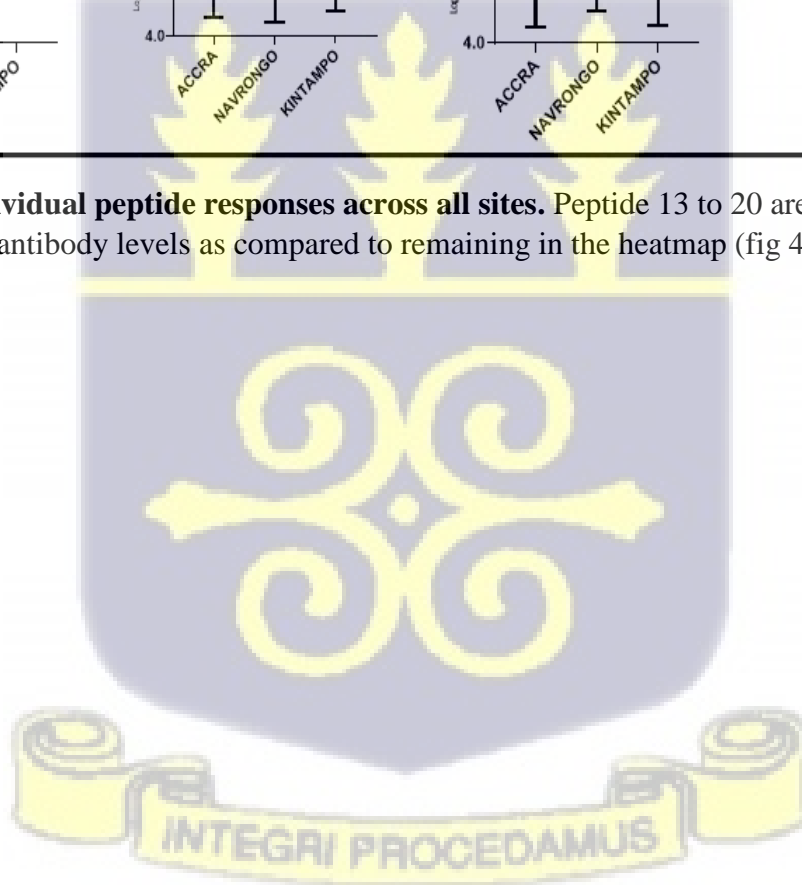 4.0
4.0
ACCRA
NAVRONGO
KINTAMPO
ACCRA
NAVRONGO
KINTAMPO
vidual peptide responses across all sites. Peptide 13 to 20 are
antibody levels as compared to remaining in the heatmap (fig 4
INTEGRI PROCEDAMUS